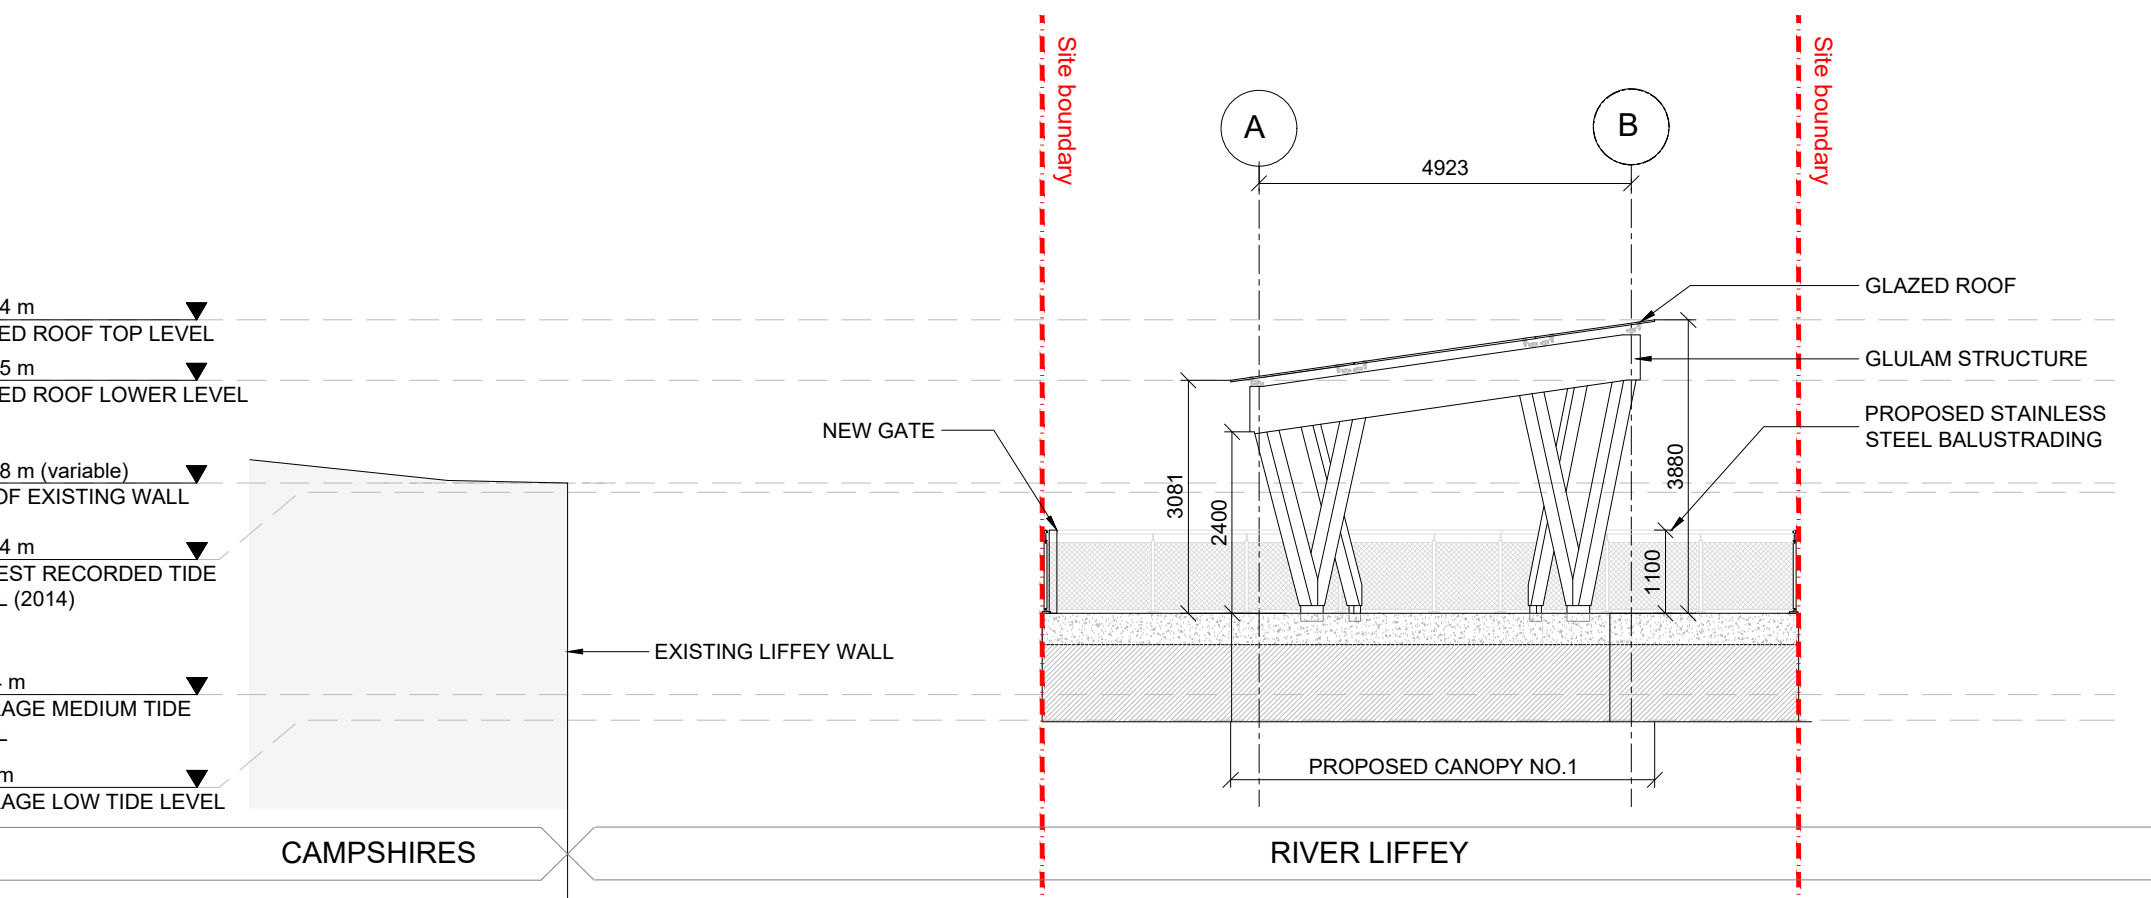 Site boundary
Site boundary
A
B
4923
4 m
ED ROOF TOP LEVEL
5 m
ED ROOF LOWER LEVEL
8 m (variable)
OF EXISTING WALL
4 m
EST RECORDED TIDE
L (2014)
m
AGE MEDIUM TIDE
L
m
AGE LOW TIDE LEVEL
GLAZED ROOF
GLULAM STRUCTURE
PROPOSED STAINLESS
STEEL BALUSTRADING
NEW GATE
3081
2400
3880
1100
EXISTING LIFFEY WALL
PROPOSED CANOPY NO.1
CAMPSHIRES
RIVER LIFFEY